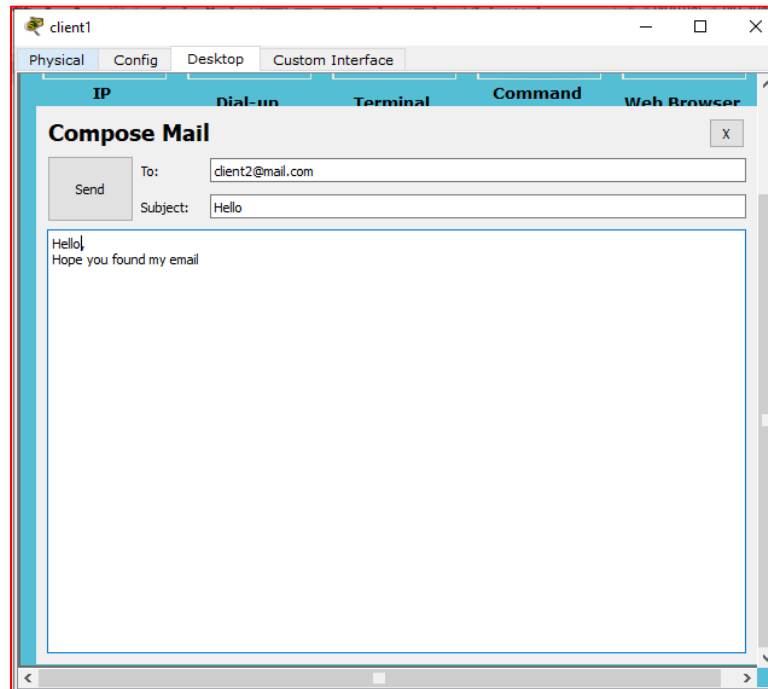 client1
Physical Config Desktop Custom Interface
IP Dial-up Terminal Command Web Browser
Compose Mail X
Send
To: client2@mail.com
Subject: Hello
Hello,
Hope you found my email